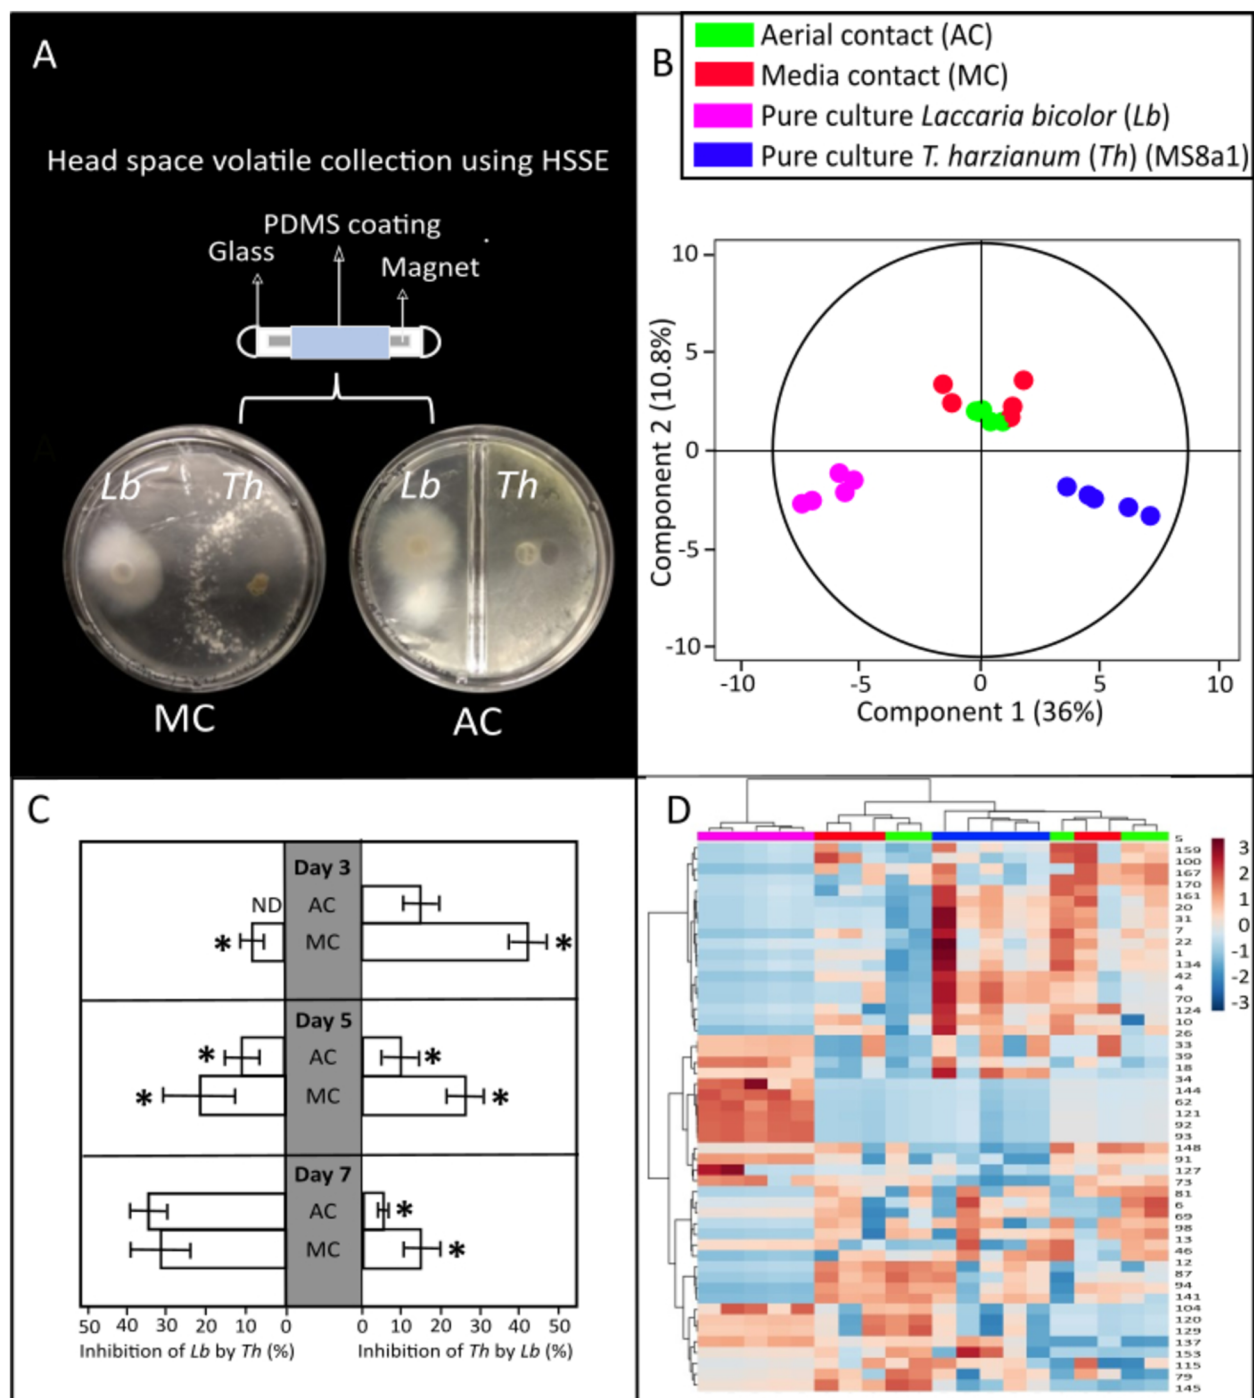 A
Head space volatile collection using HSSE
PDMS coating
Glass
Magnet
Lb
Th
Lb
Th
MC
AC
B
Aerial contact (AC)
Media contact (MC)
Pure culture Laccaria bicolor (Lb)
Pure culture T. harzianum (Th) (MS8a1)
Component 2 (10.8%)
10
5
0
-5
-10
-10
-5
0
5
10
Component 1 (36%)
C
Day 3
ND
AC
*
MC
*
Day 5
*
AC
*
*
MC
*
Day 7
AC
*
MC
*
50 40 30 20 10 0
0 10 20 30 40 50
Inhibition of Lb by Th (%)
Inhibition of Th by Lb (%)
D
5
159
100
167
170
161
20
31
7
22
1
134
42
4
70
124
10
26
33
39
18
34
144
62
121
92
93
148
91
127
73
81
6
69
98
13
46
12
87
94
141
104
120
129
137
153
115
79
145
3
2
1
0
-1
-2
-3